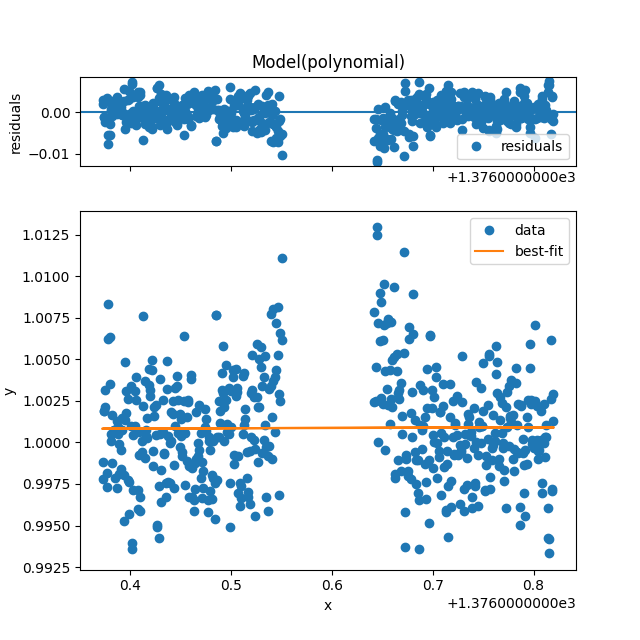 Model(polynomial)
0.00
−0.01
residuals
residuals
+1.3760000000e3
1.0125
1.0100
1.0075
1.0050
1.0025
1.0000
0.9975
0.9950
0.9925
y
data
best-fit
0.4 0.5 0.6 0.7 0.8
x
+1.3760000000e3